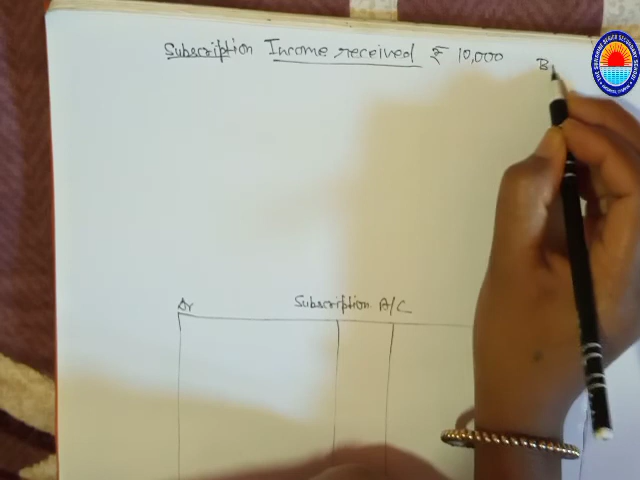 Subscription Income received ₹ 10,000
Dr Subscription A/C